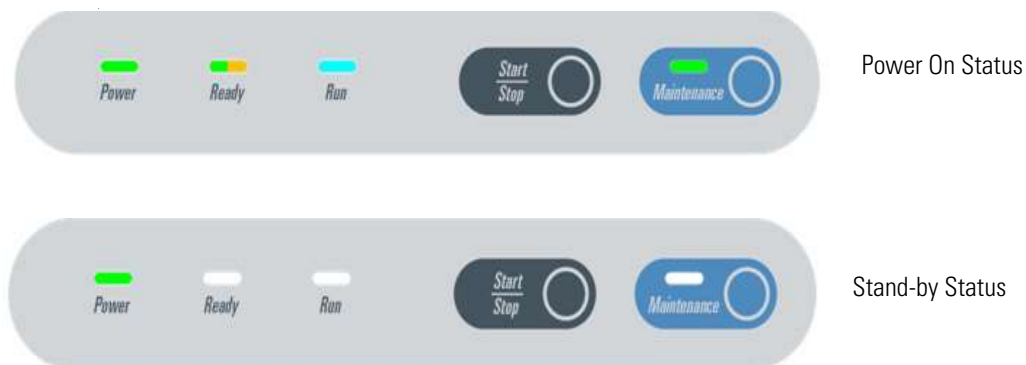 Power
Ready
Run
Start
Stop
Maintenance
Power On Status
Power
Ready
Run
Start
Stop
Maintenance
Stand-by Status